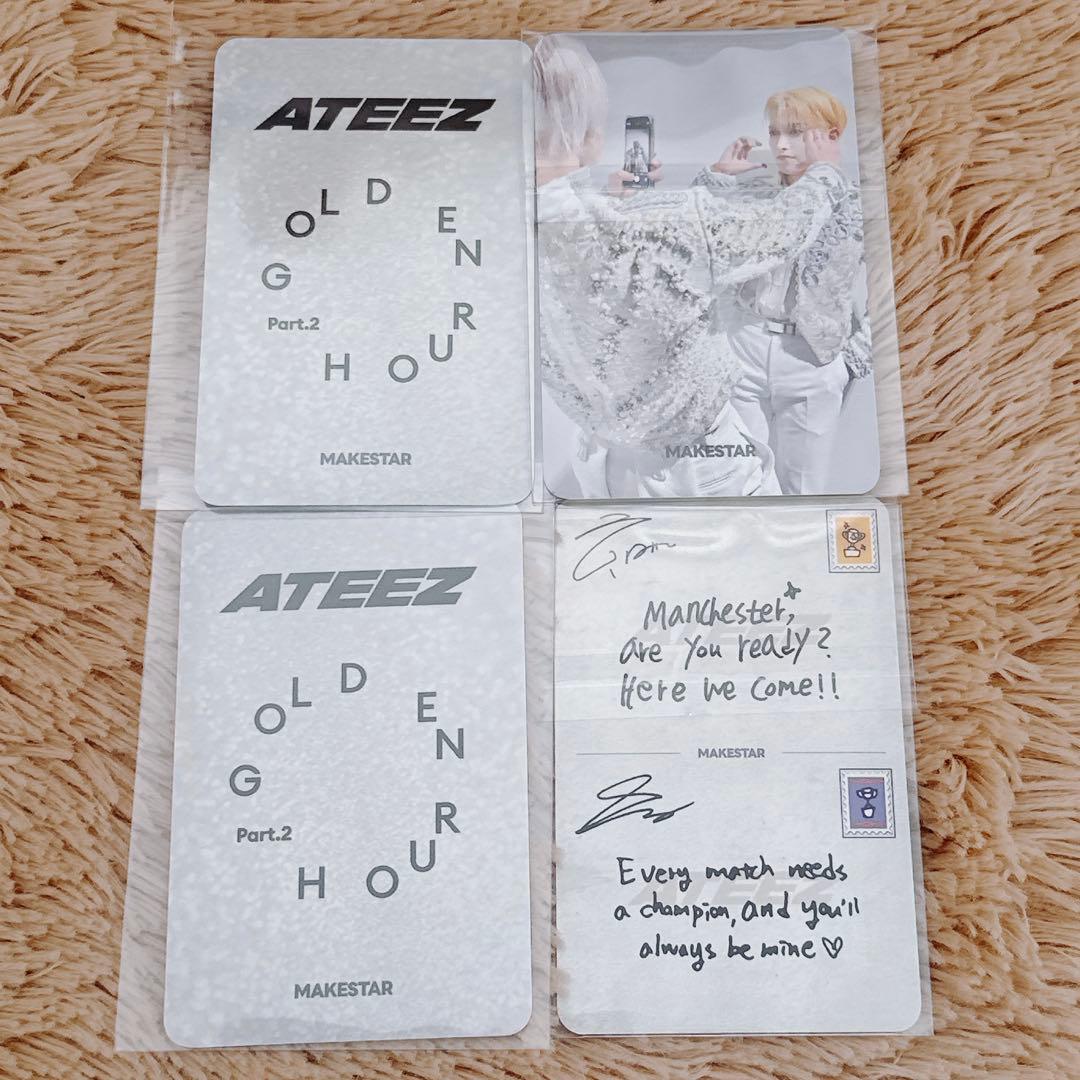 ATEEZ
GOLDEN
Part.2
HOUR
MAKESTAR
MAKESTAR
ATEEZ
GOLDEN
Part.2
HOUR
MAKESTAR
Manchester,
are you ready?
Here we come!!
MAKESTAR
Every match needs
a champion, and you'll
always be mine ♡